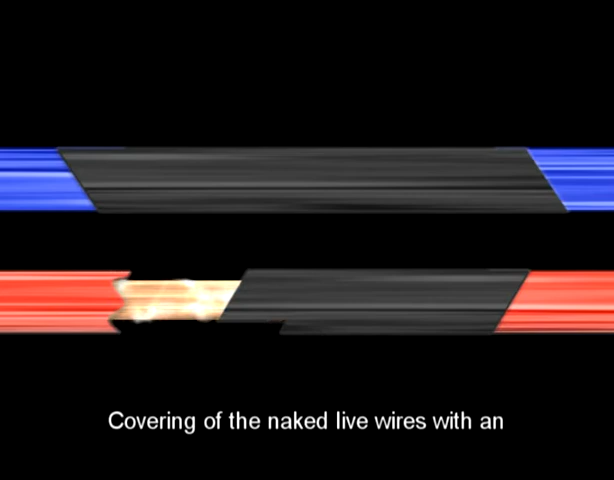 Covering of the naked live wires with an